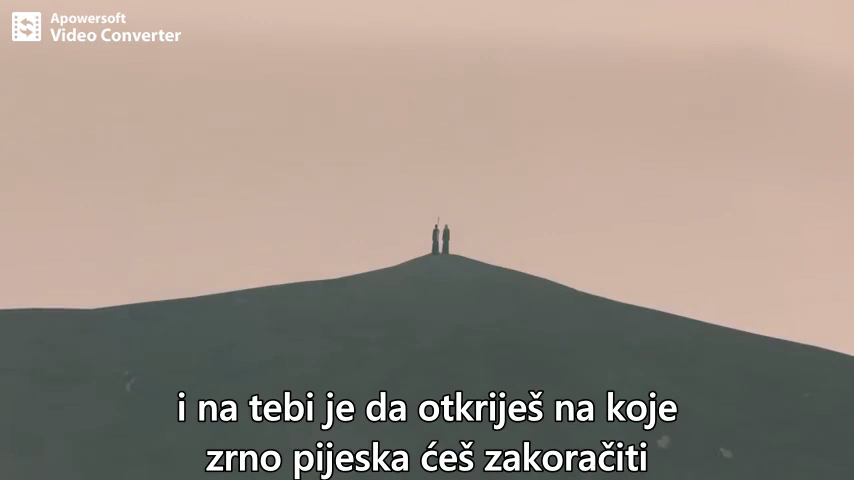 Apowersoft
Video Converter
i na tebi je da otkriješ na koje
zrno pijeska ćeš zakoračiti